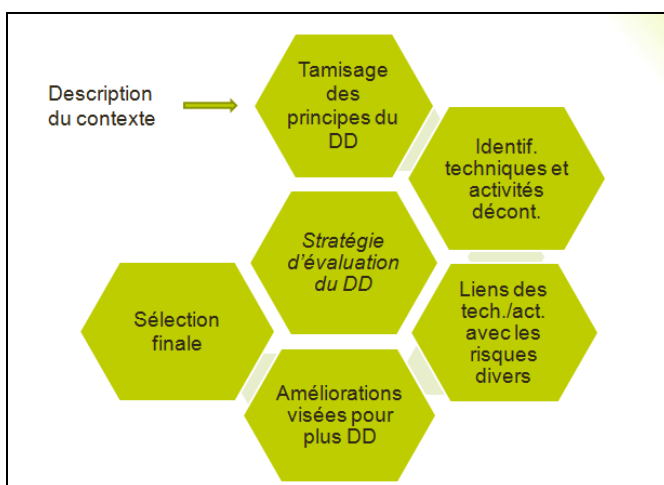 Description
du contexte
Tamisage
des
principes du
DD
Identif.
techniques et
activités
décont.
Stratégie
d'évaluation
du DD
Liens des
tech./act.
avec les
risques
divers
Améliorations
visées pour
plus DD
Sélection
finale